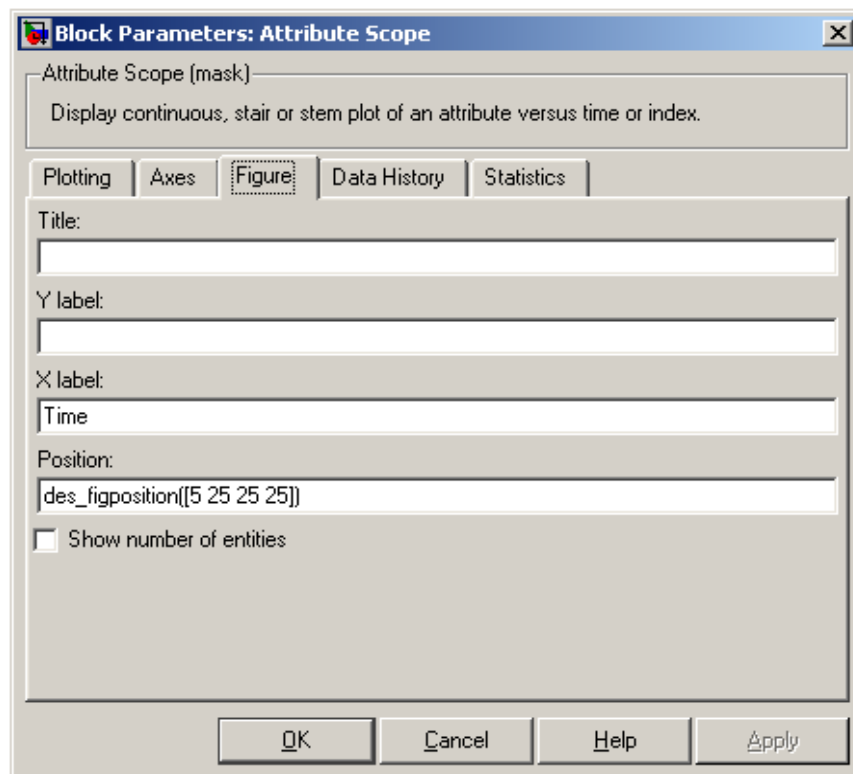 Block Parameters: Attribute Scope
Attribute Scope (mask)
Display continuous, stair or stem plot of an attribute versus time or index.
Plotting Axes Figure Data History Statistics
Title:
Y label:
X label:
Time
Position:
des_figposition([5 25 25 25])
Show number of entities
OK Cancel Help Apply